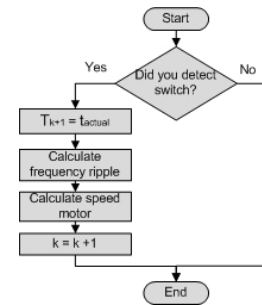 Start
Did you detect
switch?
Yes
No
Tk+1 = tactual
Calculate
frequency ripple
Calculate speed
motor
k = k +1
End